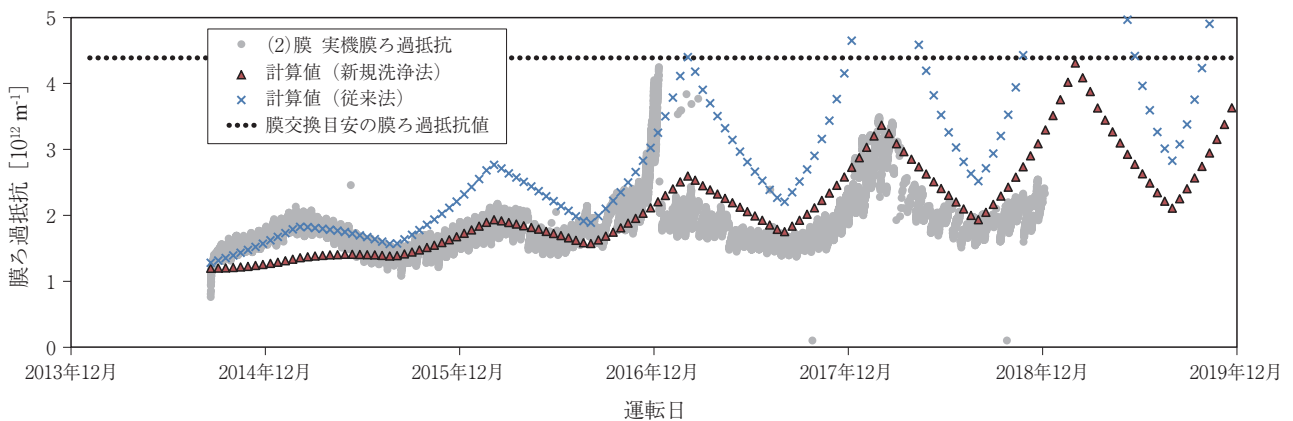 5
4
3
2
1
0
膜ろ過抵抗 [10¹² m⁻¹]
(2)膜 実機膜ろ過抵抗
計算値（新規洗浄法）
計算値（従来法）
膜交換目安の膜ろ過抵抗値
2013年12月 2014年12月 2015年12月 2016年12月 2017年12月 2018年12月 2019年12月
運転日